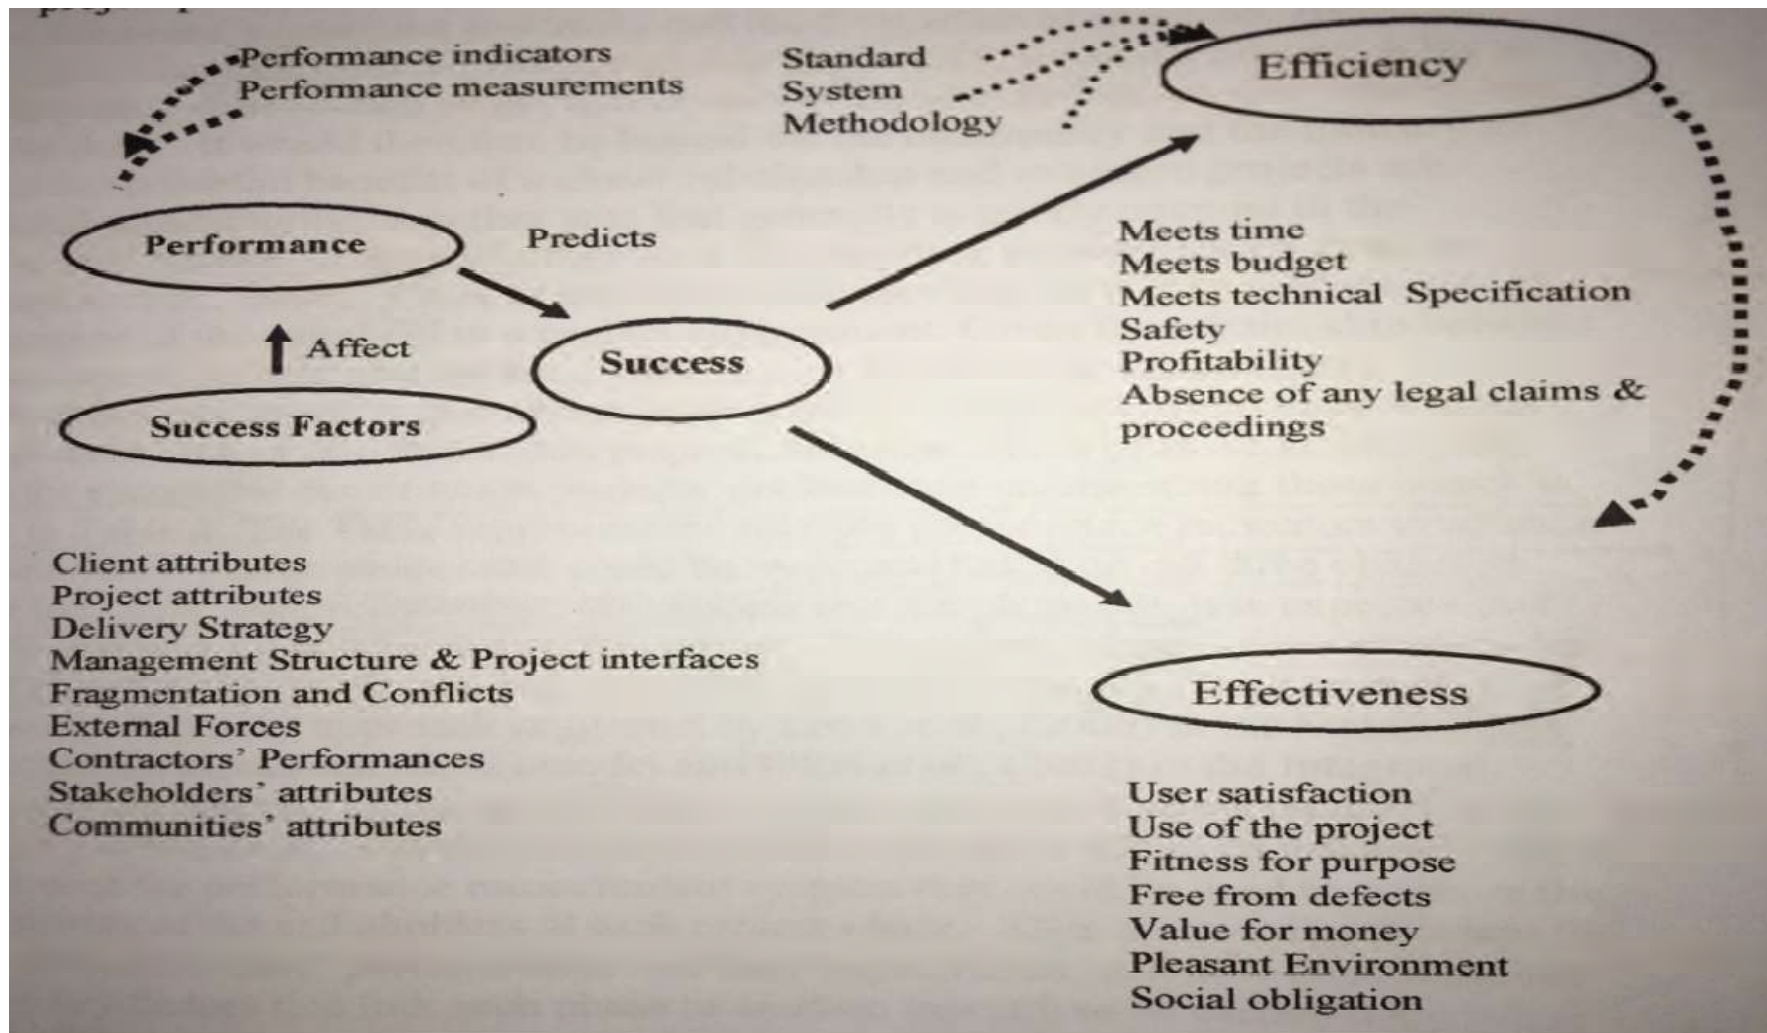 Performance indicators
Performance measurements
Standard
System
Methodology
Efficiency
Performance
Predicts
Affect
Success
Success Factors
Meets time
Meets budget
Meets technical Specification
Safety
Profitability
Absence of any legal claims &
proceedings
Client attributes
Project attributes
Delivery Strategy
Management Structure & Project interfaces
Fragmentation and Conflicts
External Forces
Contractors' Performances
Stakeholders' attributes
Communities' attributes
Effectiveness
User satisfaction
Use of the project
Fitness for purpose
Free from defects
Value for money
Pleasant Environment
Social obligation